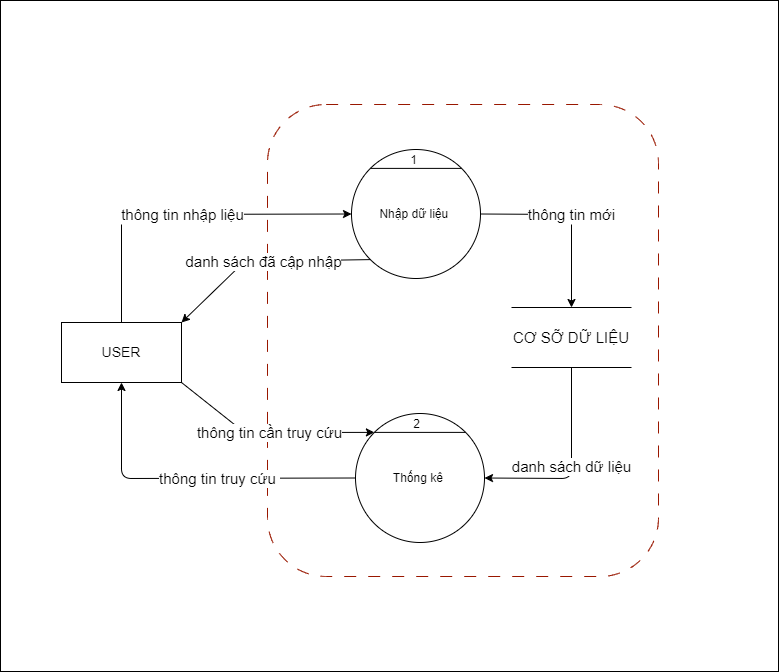 1
thông tin nhập liệu
Nhập dữ liệu
thông tin mới
danh sách đã cập nhập
CƠ SỠ DỮ LIỆU
USER
2
thông tin cần truy cứu
danh sách dữ liệu
thông tin truy cứu
Thống kê